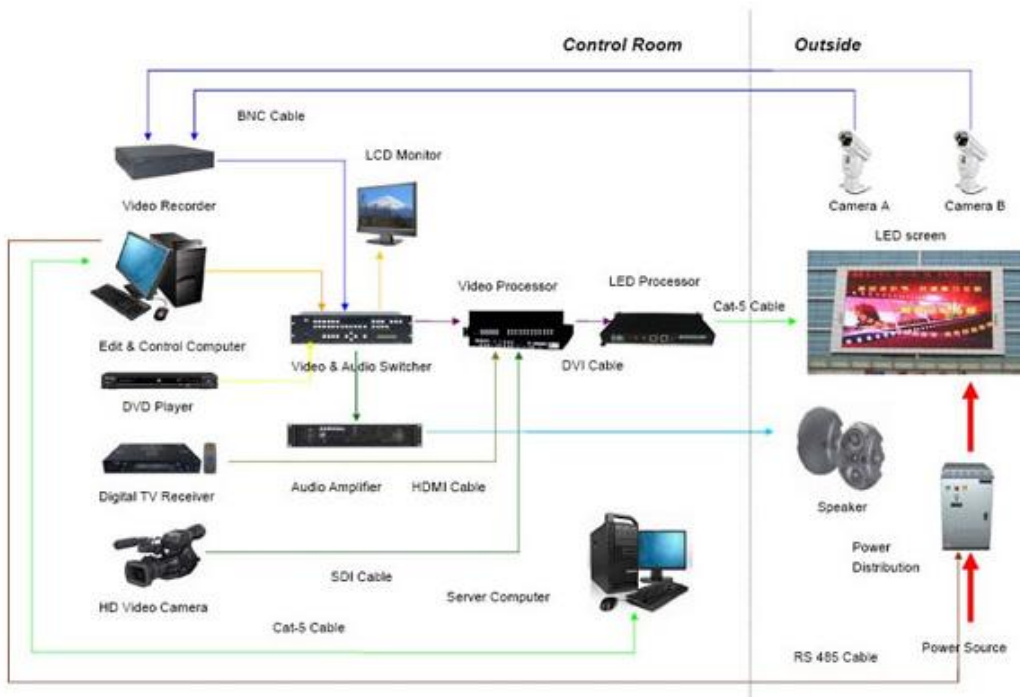 Control Room
Outside
BNC Cable
LCD Monitor
Video Recorder
Camera A
Camera B
LED screen
Video Processor
LED Processor
Cat-5 Cable
Edit & Control Computer
Video & Audio Switcher
DVI Cable
DVD Player
Digital TV Receiver
Audio Amplifier
HDMI Cable
Speaker
Power
Distribution
SDI Cable
HD Video Camera
Server Computer
Cat-5 Cable
RS 485 Cable
Power Source